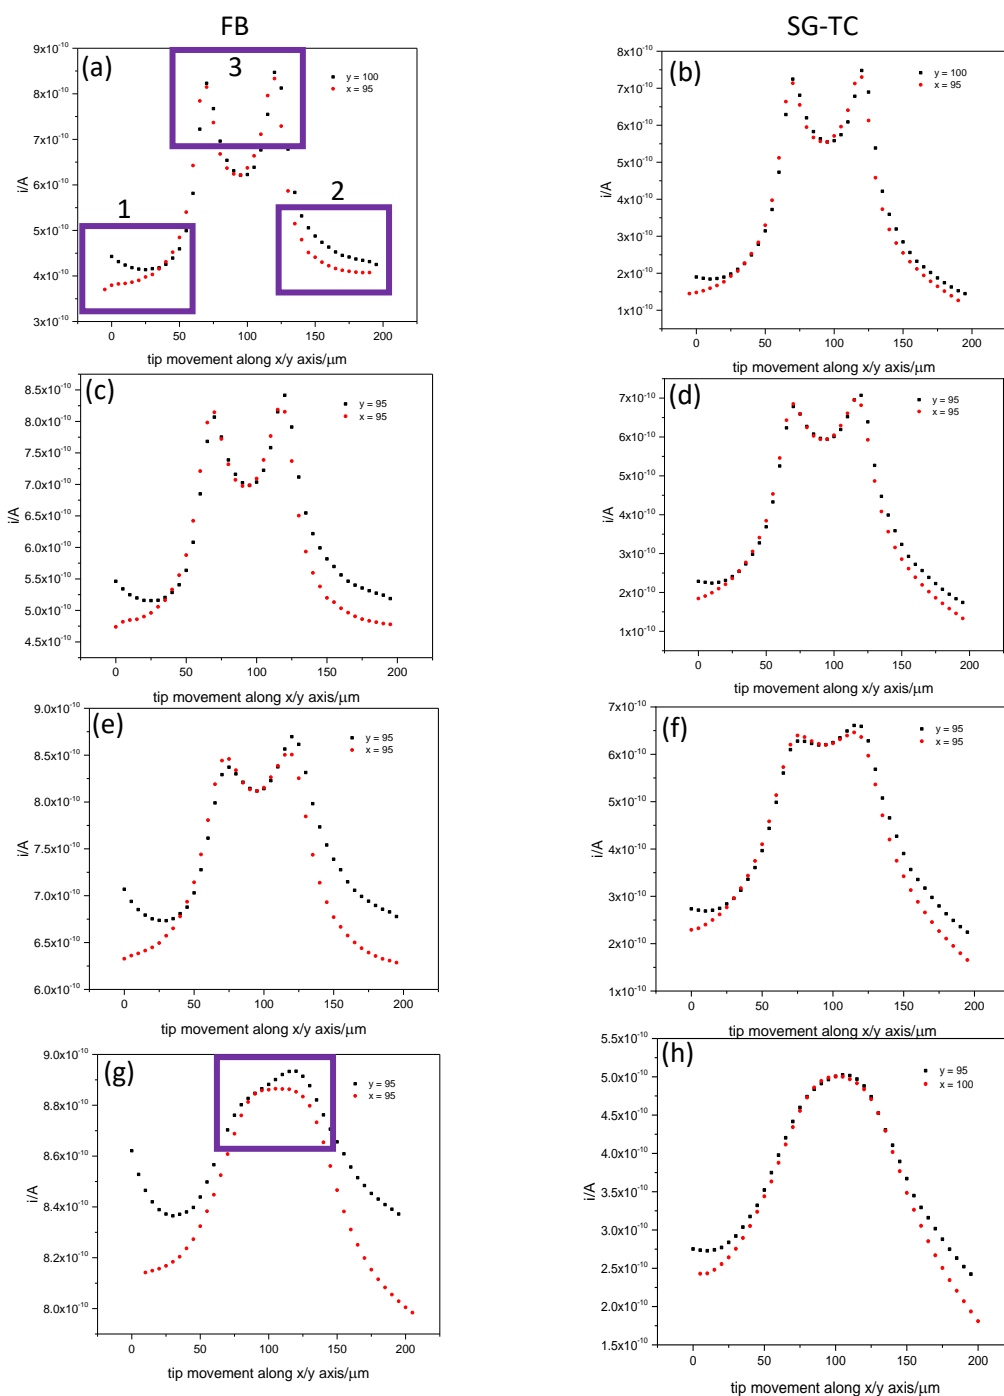 FB
SG-TC
(a)
1
2
3
y = 100
x = 95
9x10⁻¹⁰
8x10⁻¹⁰
7x10⁻¹⁰
6x10⁻¹⁰
5x10⁻¹⁰
4x10⁻¹⁰
3x10⁻¹⁰
i/A
0 50 100 150 200
tip movement along x/y axis/μm
(b)
y = 100
x = 95
8x10⁻¹⁰
7x10⁻¹⁰
6x10⁻¹⁰
5x10⁻¹⁰
4x10⁻¹⁰
3x10⁻¹⁰
2x10⁻¹⁰
1x10⁻¹⁰
i/A
0 50 100 150 200
tip movement along x/y axis/μm
(c)
y = 95
x = 95
8.5x10⁻¹⁰
8.0x10⁻¹⁰
7.5x10⁻¹⁰
7.0x10⁻¹⁰
6.5x10⁻¹⁰
6.0x10⁻¹⁰
5.5x10⁻¹⁰
5.0x10⁻¹⁰
4.5x10⁻¹⁰
i/A
0 50 100 150 200
tip movement along x/y axis/μm
(d)
y = 95
x = 95
7x10⁻¹⁰
6x10⁻¹⁰
5x10⁻¹⁰
4x10⁻¹⁰
3x10⁻¹⁰
2x10⁻¹⁰
1x10⁻¹⁰
i/A
0 50 100 150 200
tip movement along x/y axis/μm
(e)
y = 95
x = 95
9.0x10⁻¹⁰
8.5x10⁻¹⁰
8.0x10⁻¹⁰
7.5x10⁻¹⁰
7.0x10⁻¹⁰
6.5x10⁻¹⁰
6.0x10⁻¹⁰
i/A
0 50 100 150 200
tip movement along x/y axis/μm
(f)
y = 95
x = 95
7x10⁻¹⁰
6x10⁻¹⁰
5x10⁻¹⁰
4x10⁻¹⁰
3x10⁻¹⁰
2x10⁻¹⁰
1x10⁻¹⁰
i/A
0 50 100 150 200
tip movement along x/y axis/μm
(g)
y = 95
x = 95
9.0x10⁻¹⁰
8.8x10⁻¹⁰
8.6x10⁻¹⁰
8.4x10⁻¹⁰
8.2x10⁻¹⁰
8.0x10⁻¹⁰
i/A
0 50 100 150 200
tip movement along x/y axis/μm
(h)
y = 95
x = 100
5.5x10⁻¹⁰
5.0x10⁻¹⁰
4.5x10⁻¹⁰
4.0x10⁻¹⁰
3.5x10⁻¹⁰
3.0x10⁻¹⁰
2.5x10⁻¹⁰
2.0x10⁻¹⁰
1.5x10⁻¹⁰
i/A
0 50 100 150 200
tip movement along x/y axis/μm